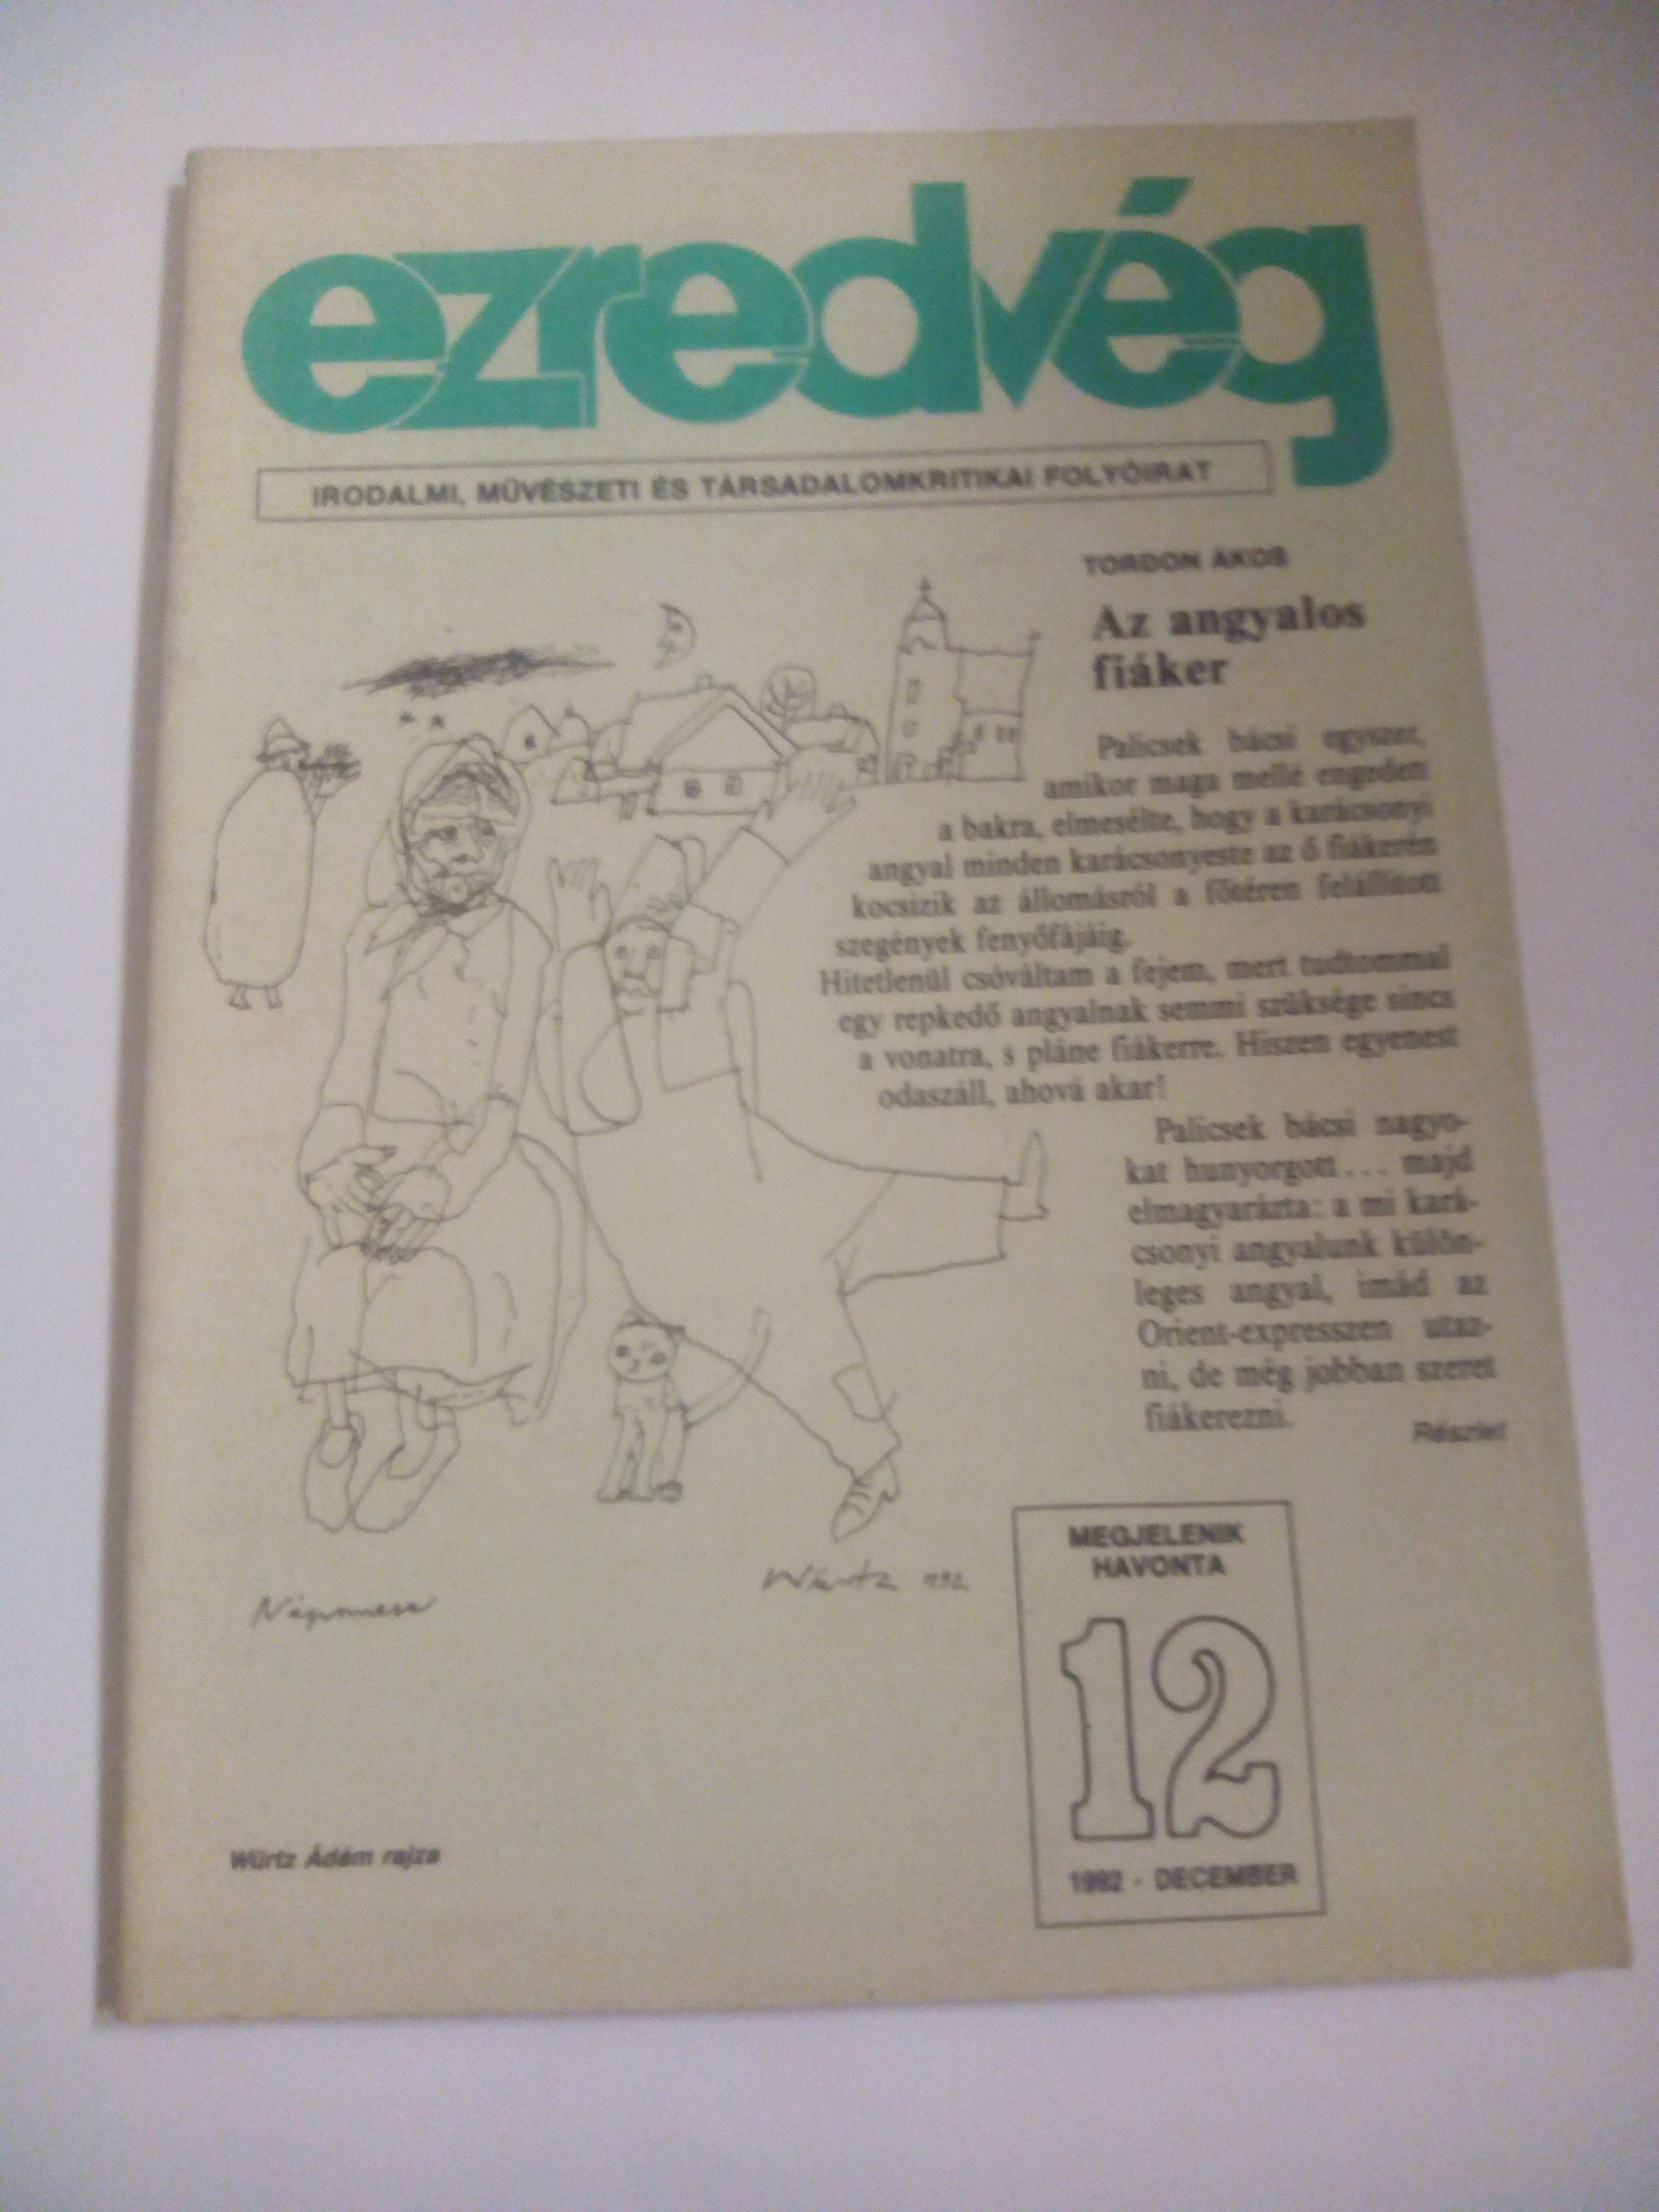 ezredvég
IRODALMI, MŰVÉSZETI ÉS TÁRSADALOMKRITIKAI FOLYÓIRAT
TORDON ÁKOS
Az angyalos
fiáker
Palicsek bácsi egyszer,
amikor maga mellé engedett
a bakra, elmesélte, hogy a karácsonyi
angyal minden karácsonyeste az ő fiákerén
kocsizik az állomásról a főtéren felállított
szegények fenyőfájáig.
Hitetlenül csóváltam a fejem, mert tudtommal
egy repkedő angyalnak semmi szüksége sincs
a vonatra, s pláne fiákerre. Hiszen egyenest
odaszáll, ahová akar!
Palicsek bácsi nagyo-
kat hunyorgott... majd
elmagyarázta: a mi kará-
csonyi angyalunk külön-
leges angyal, imád az
Orient-expresszen utaz-
ni, de még jobban szeret
fiákerezni.
Részlet
Würtz 992
Népmese
MEGJELENIK
HAVONTA
12
1992 - DECEMBER
Würtz Ádám rajza